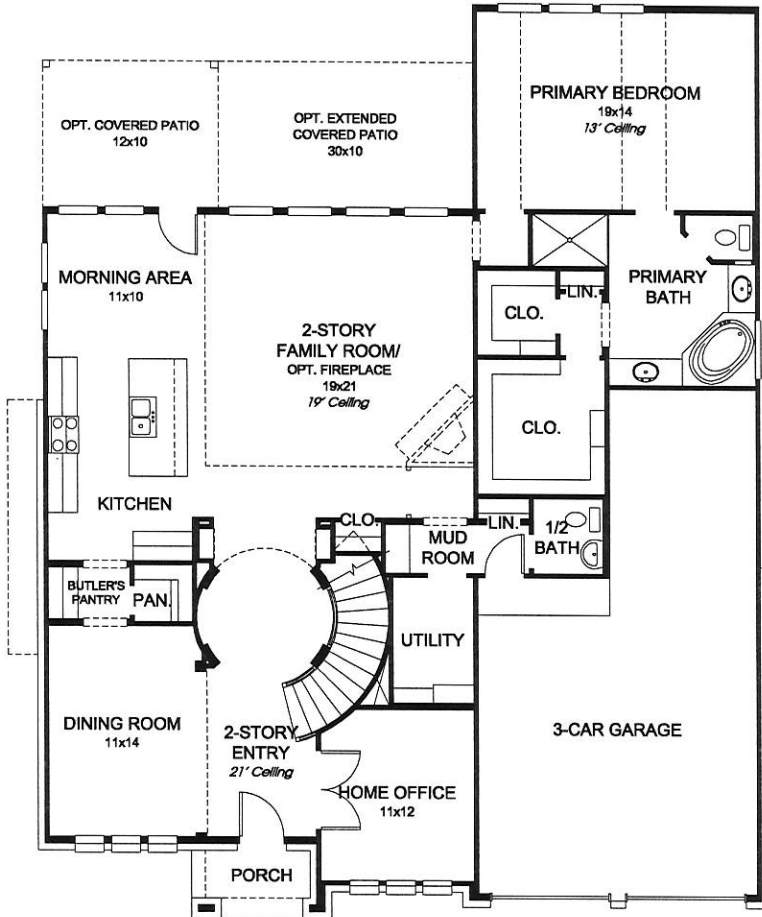 PRIMARY BEDROOM
19x14
13' Ceiling
OPT. COVERED PATIO
12x10
OPT. EXTENDED
COVERED PATIO
30x10
MORNING AREA
11x10
2-STORY
FAMILY ROOM/
OPT. FIREPLACE
19x21
19' Ceiling
PRIMARY
BATH
LIN.
CLO.
CLO.
KITCHEN
CLO.
MUD
ROOM
LIN.
1/2
BATH
BUTLER'S
PANTRY
PAN.
UTILITY
DINING ROOM
11x14
2-STORY
ENTRY
21' Ceiling
3-CAR GARAGE
HOME OFFICE
11x12
PORCH